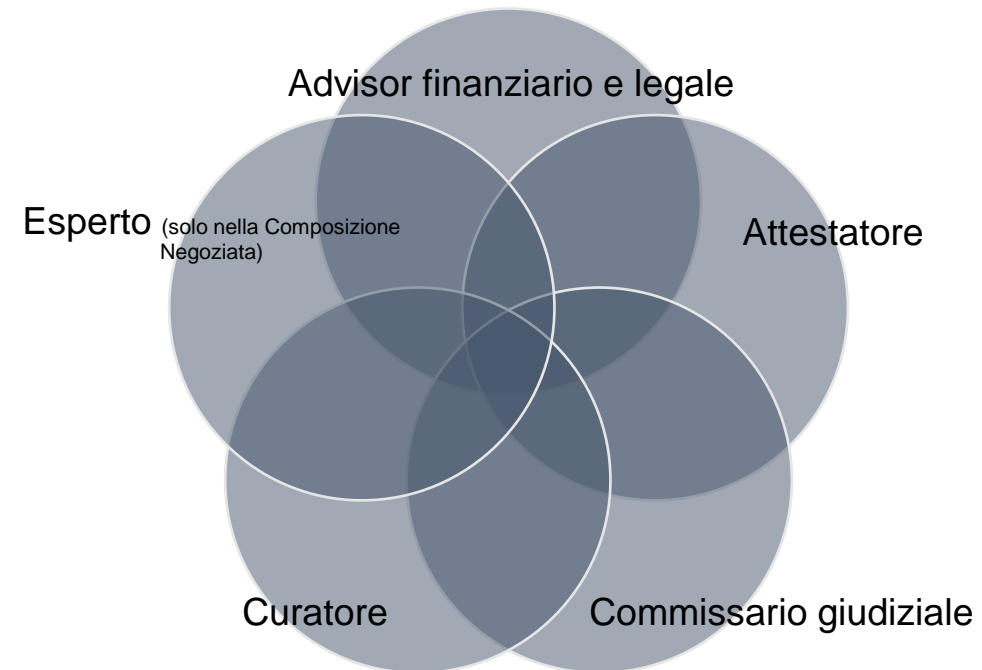 Advisor finanziario e legale
Esperto (solo nella Composizione
Negoziata)
Attestatore
Curatore
Commissario giudiziale